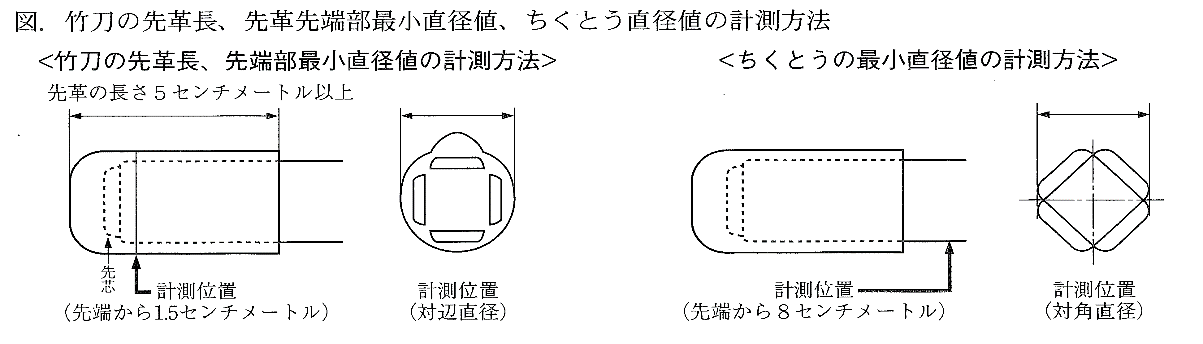 図．竹刀の先革長、先革先端部最小直径値、ちくとう直径値の計測方法
<竹刀の先革長、先端部最小直径値の計測方法>
先革の長さ５センチメートル以上
先芯
計測位置
(先端から1.5センチメートル)
計測位置
(対辺直径)
<ちくとうの最小直径値の計測方法>
計測位置
(先端から８センチメートル)
計測位置
(対角直径)